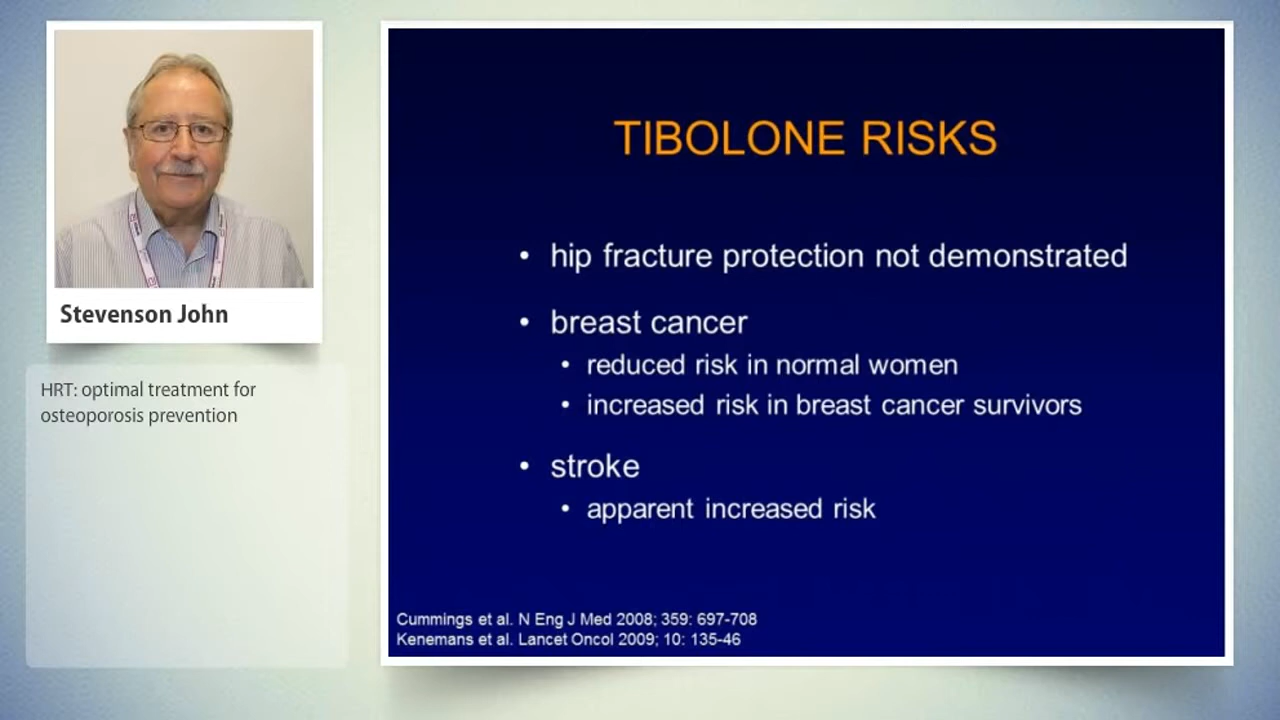 Stevenson John
HRT: optimal treatment for
osteoporosis prevention
TIBOLONE RISKS
• hip fracture protection not demonstrated
• breast cancer
• reduced risk in normal women
• increased risk in breast cancer survivors
• stroke
• apparent increased risk
Cummings et al. N Eng J Med 2008; 359: 697-708
Kenemans et al. Lancet Oncol 2009; 10: 135-46